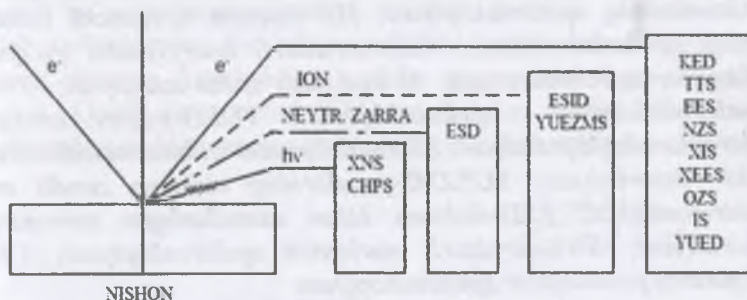 e⁻
e⁻
ION
NEYTR. ZARRA
hν
XNS
CHPS
ESD
ESID
YUEZMS
KED
TTS
EES
NZS
XIS
XEES
OZS
IS
YUED
NISHON